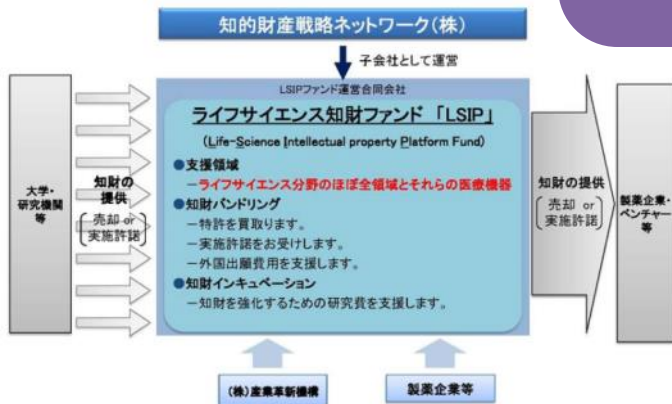 知的財産戦略ネットワーク(株)
子会社として運営
LSIPファンド運営合同会社
ライフサイエンス知財ファンド 「LSIP」
(Life-Science Intellectual property Platform Fund)
●支援領域
－ライフサイエンス分野のほぼ全領域とそれらの医療機器
●知財バンドリング
－特許を買取ります。
－実施許諾をお受けします。
－外国出願費用を支援します。
●知財インキュベーション
－知財を強化するための研究費を支援します。
大学・
研究機関
等
知財の
提供
売却 or
実施許諾
知財の提供
売却 or
実施許諾
製薬企業・
ベンチャー
等
(株)産業革新機構
製薬企業等